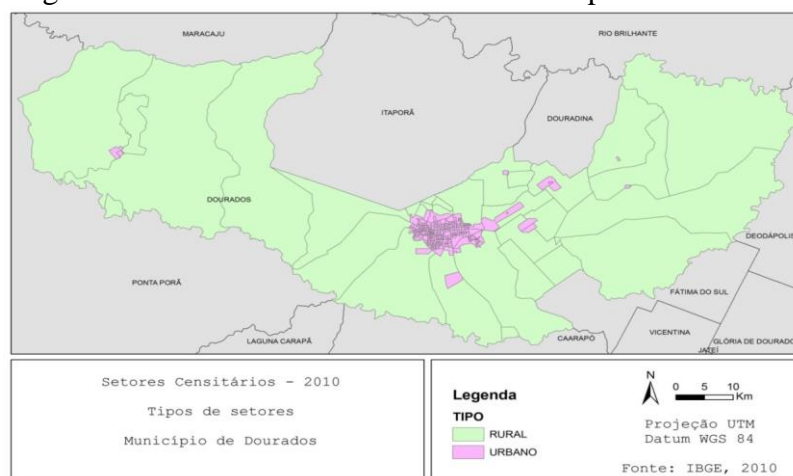 MARACAJU
RIO BRILHANTE
ITAPORÃ
DOURADINA
DOURADOS
DEODÁPOLIS
PONTA PORÃ
FÁTIMA DO SUL
VICENTINA
CAARAPÓ
LAGUNA CARAPÃ
GLÓRIA DE DOURADO
JATEÍ
Setores Censitários - 2010
Tipos de setores
Município de Dourados
Legenda
TIPO
RURAL
URBANO
N
0 5 10
Km
Projeção UTM
Datum WGS 84
Fonte: IBGE, 2010